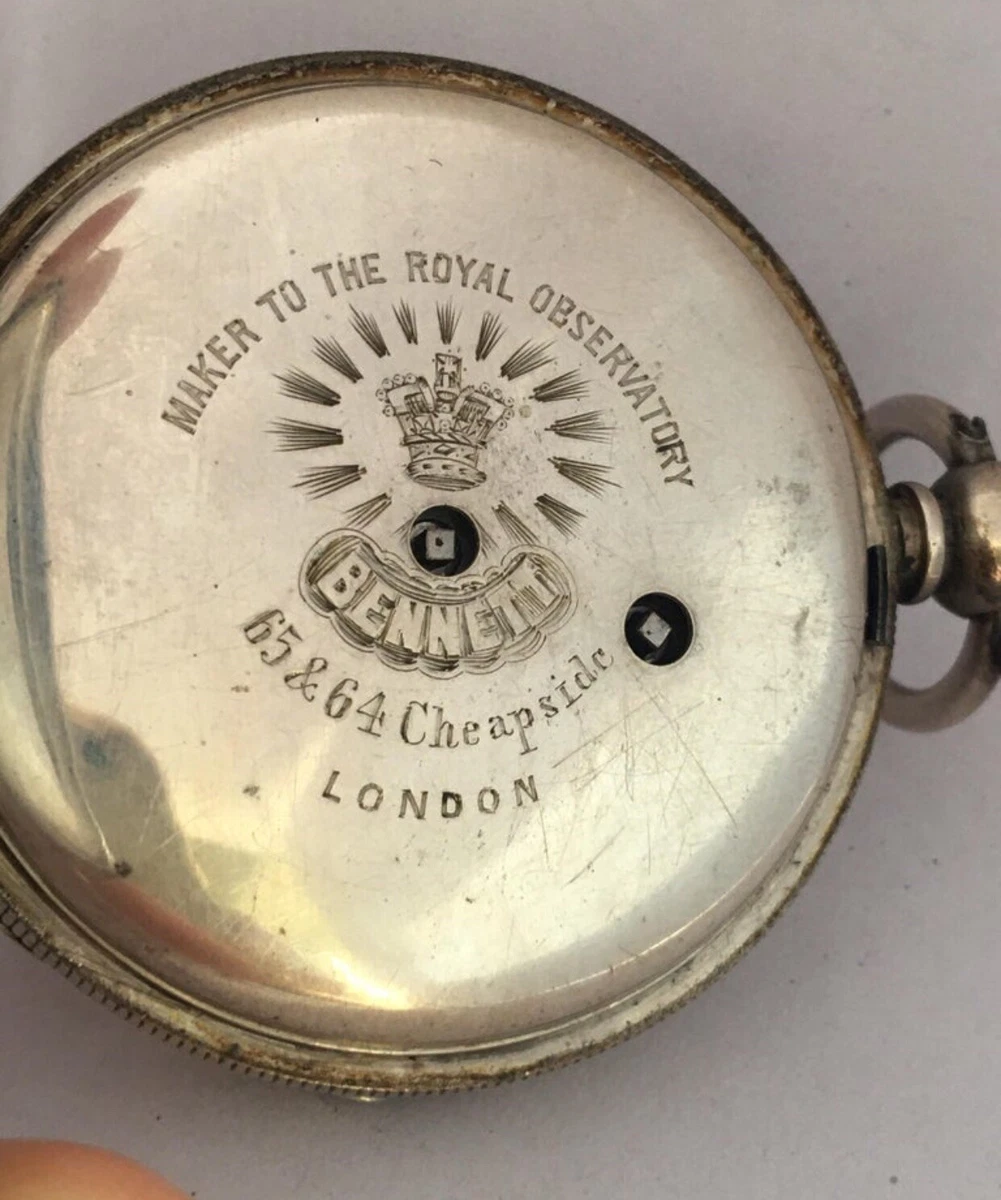 MAKER TO THE ROYAL OBSERVATORY
BENNETT
65 & 64 Cheapside
LONDON